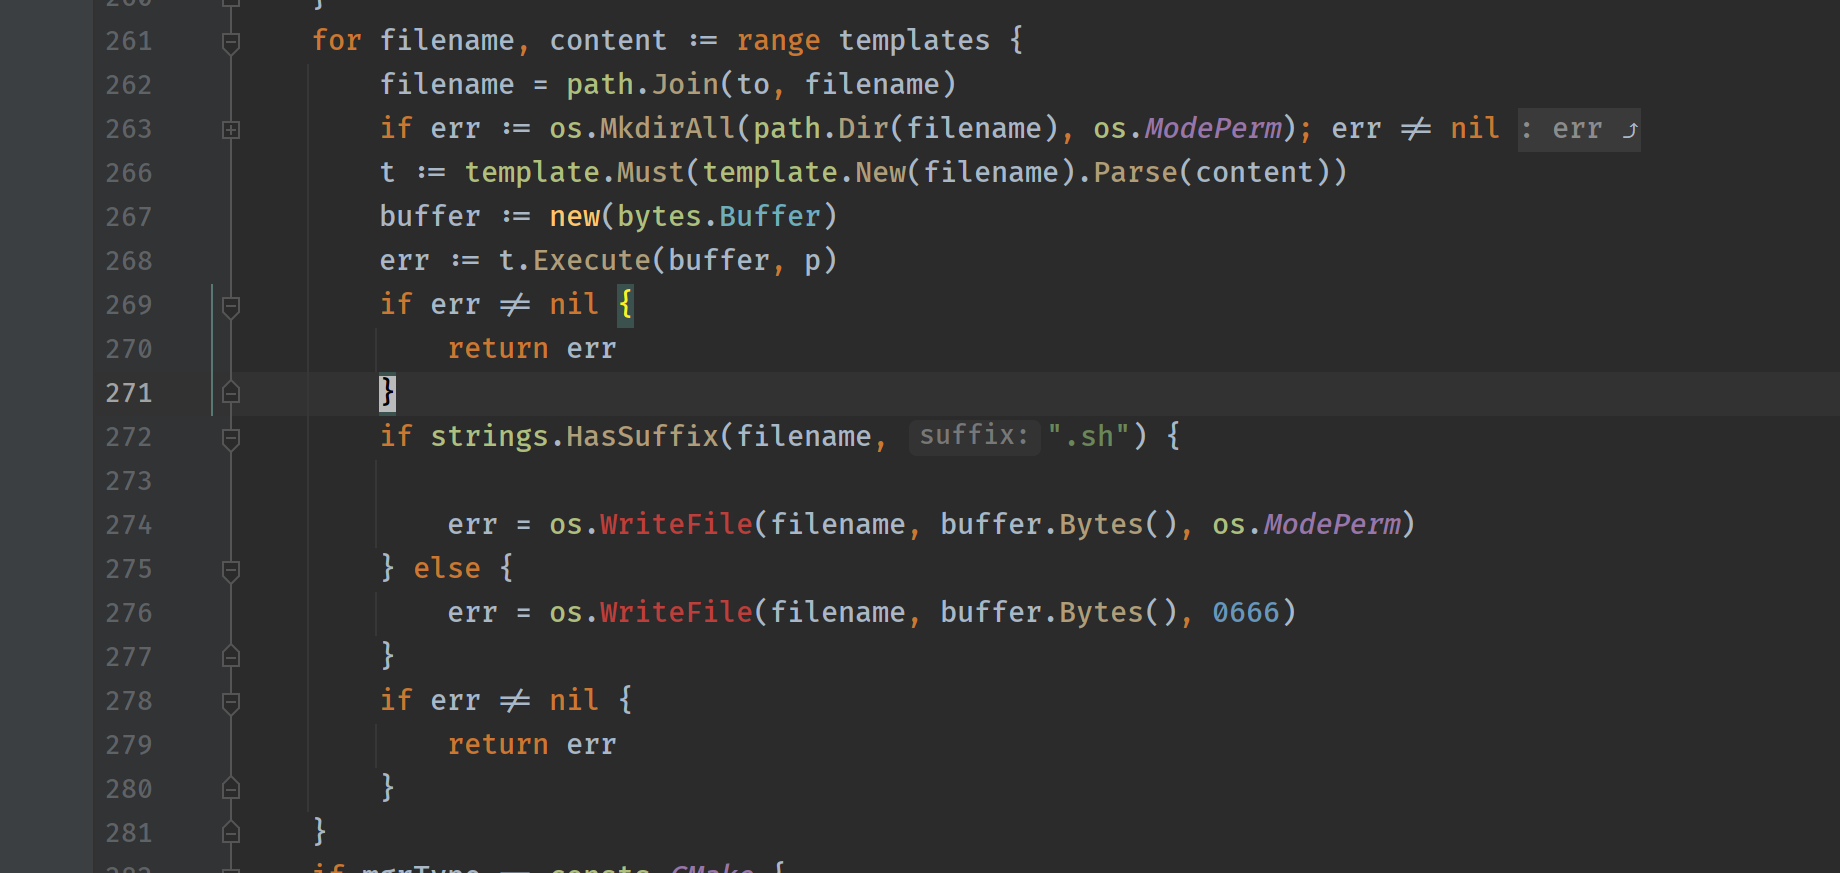 261 for filename, content := range templates {
262 filename = path.Join(to, filename)
263 if err := os.MkdirAll(path.Dir(filename), os.ModePerm); err ≠ nil : err ⤴
266 t := template.Must(template.New(filename).Parse(content))
267 buffer := new(bytes.Buffer)
268 err := t.Execute(buffer, p)
269 if err ≠ nil {
270 return err
271 }
272 if strings.HasSuffix(filename, suffix: ".sh") {
273
274 err = os.WriteFile(filename, buffer.Bytes(), os.ModePerm)
275 } else {
276 err = os.WriteFile(filename, buffer.Bytes(), 0666)
277 }
278 if err ≠ nil {
279 return err
280 }
281 }